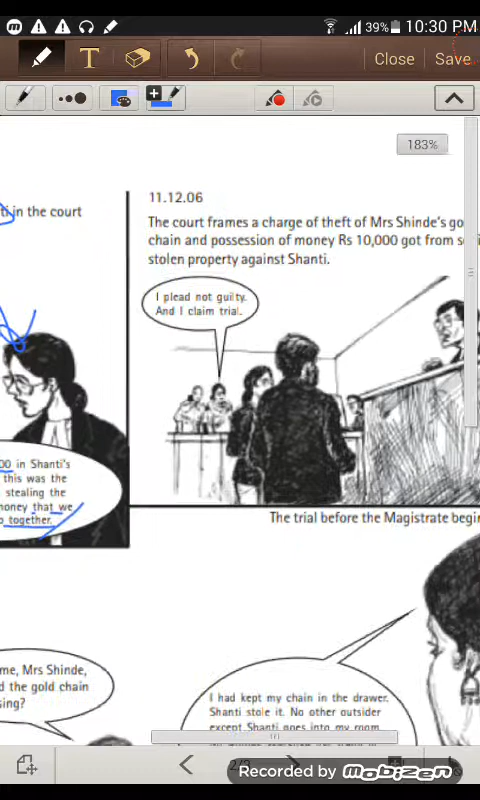 39% 10:30 PM
T Close Save
183%
ti in the court
11.12.06
The court frames a charge of theft of Mrs Shinde's go
chain and possession of money Rs 10,000 got from se
stolen property against Shanti.
I plead not guilty.
And I claim trial.
00 in Shanti's
this was the
stealing the
money that we
together.
The trial before the Magistrate begin
me, Mrs Shinde,
d the gold chain
sing?
I had kept my chain in the drawer.
Shanti stole it. No other outsider
except Shanti goes into my room
Recorded by mobizen